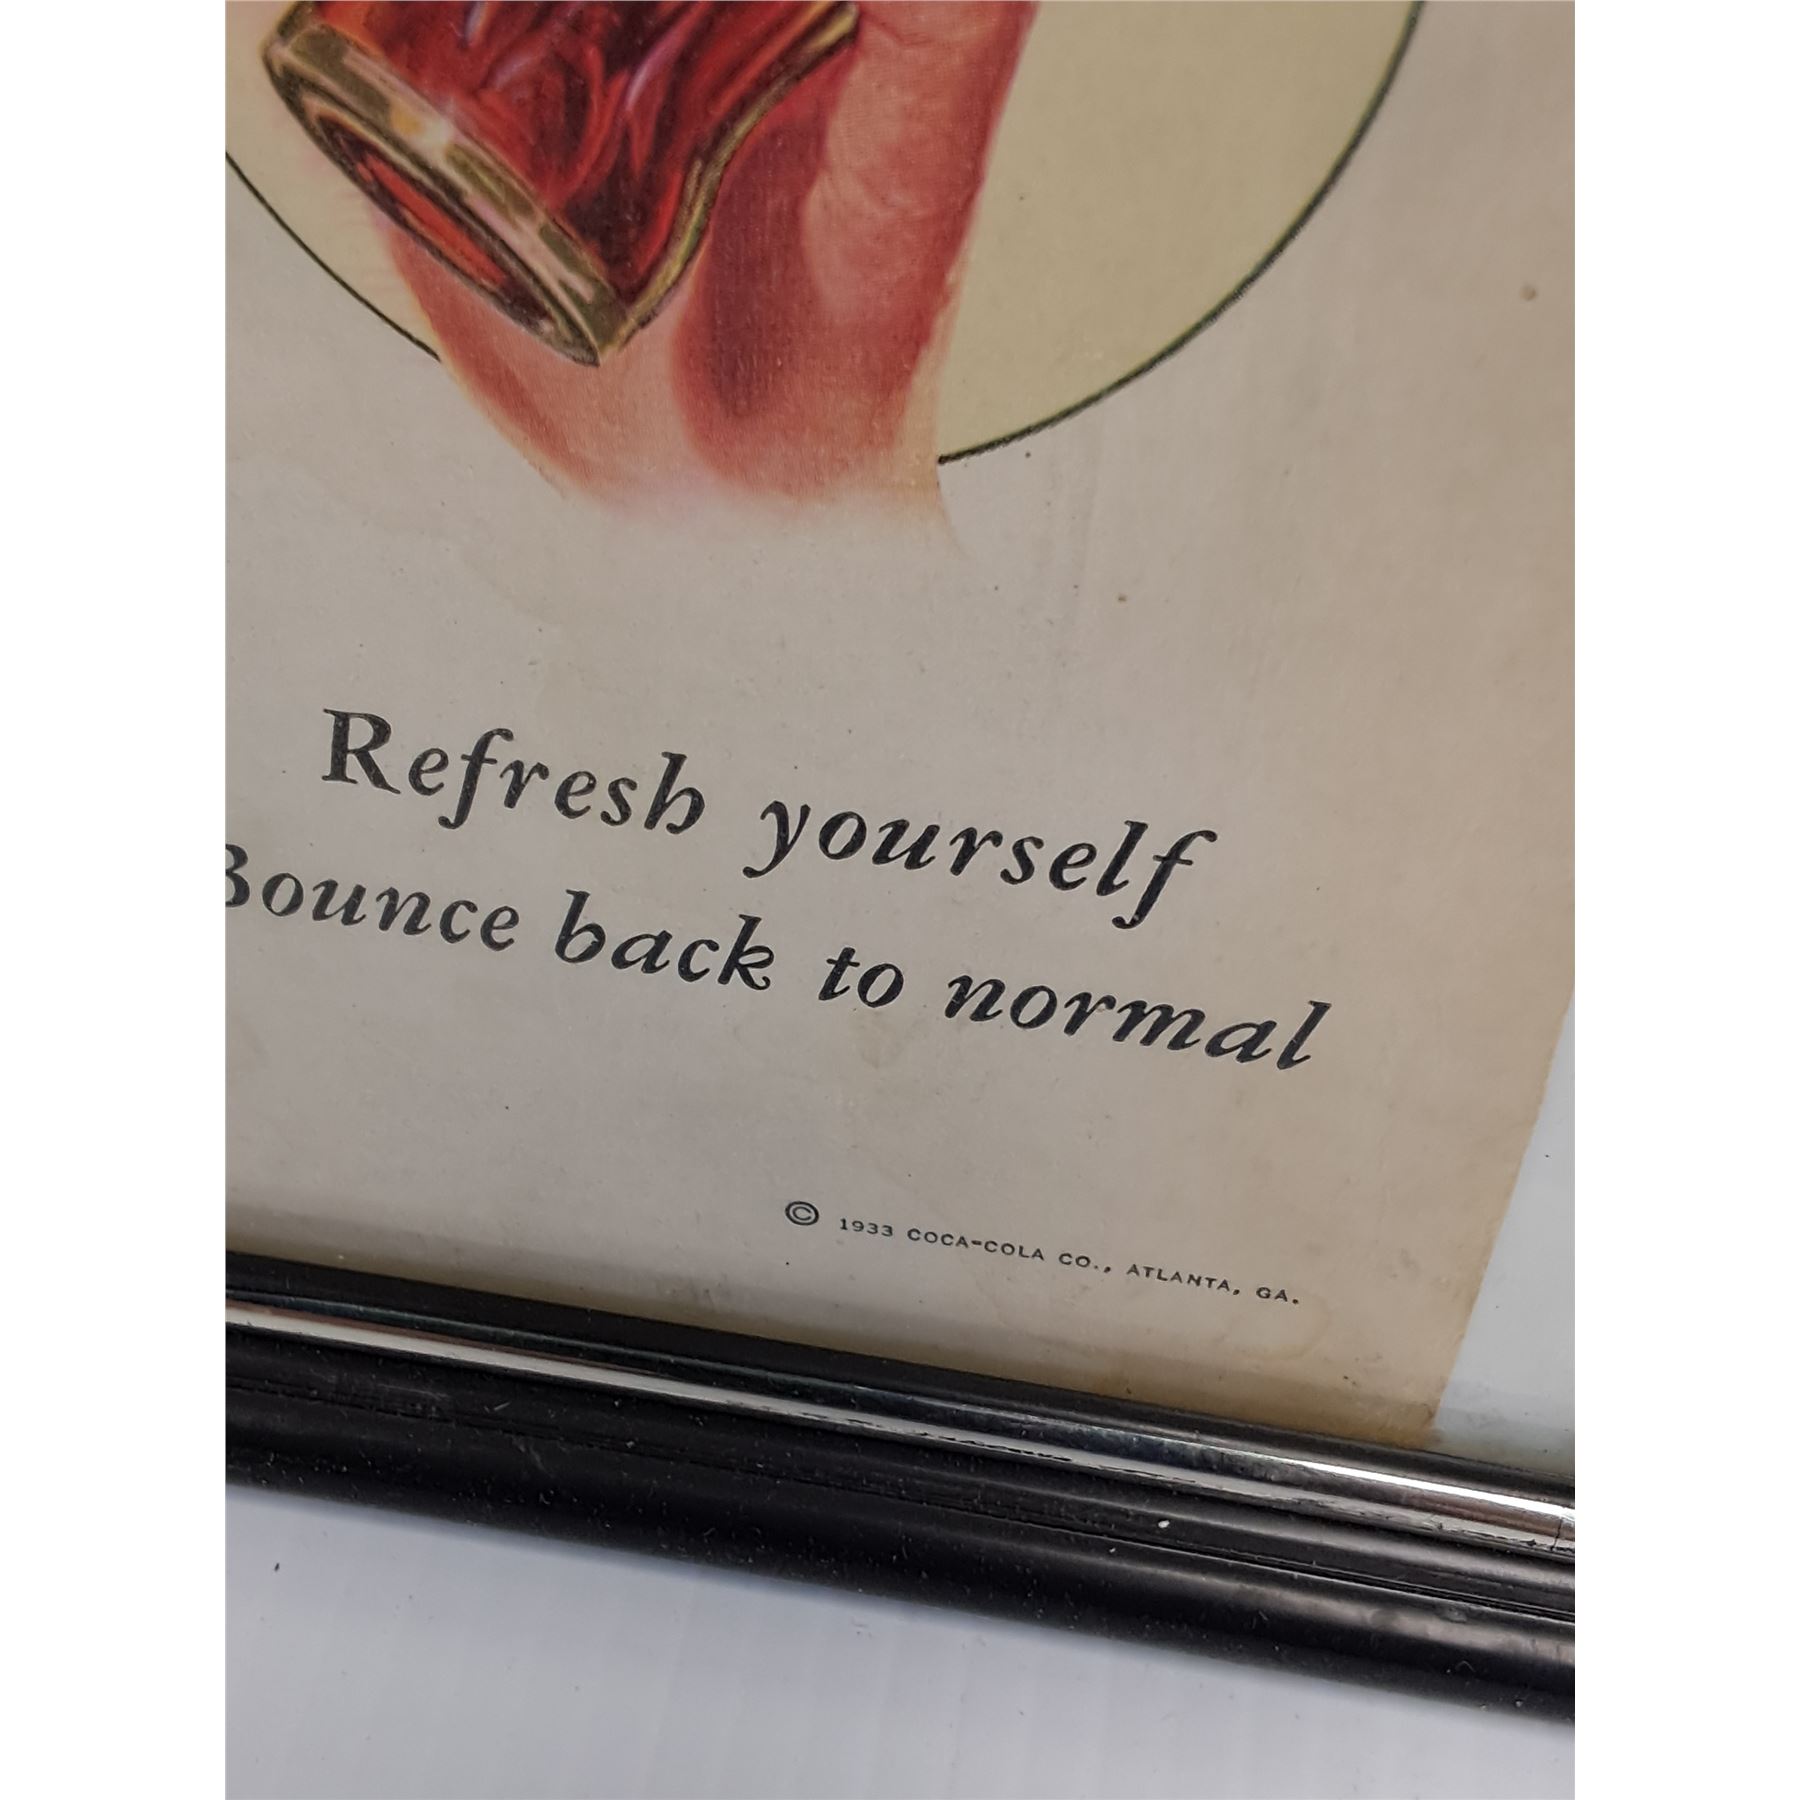 Refresh yourself
Bounce back to normal
© 1933 COCA-COLA CO., ATLANTA, GA.